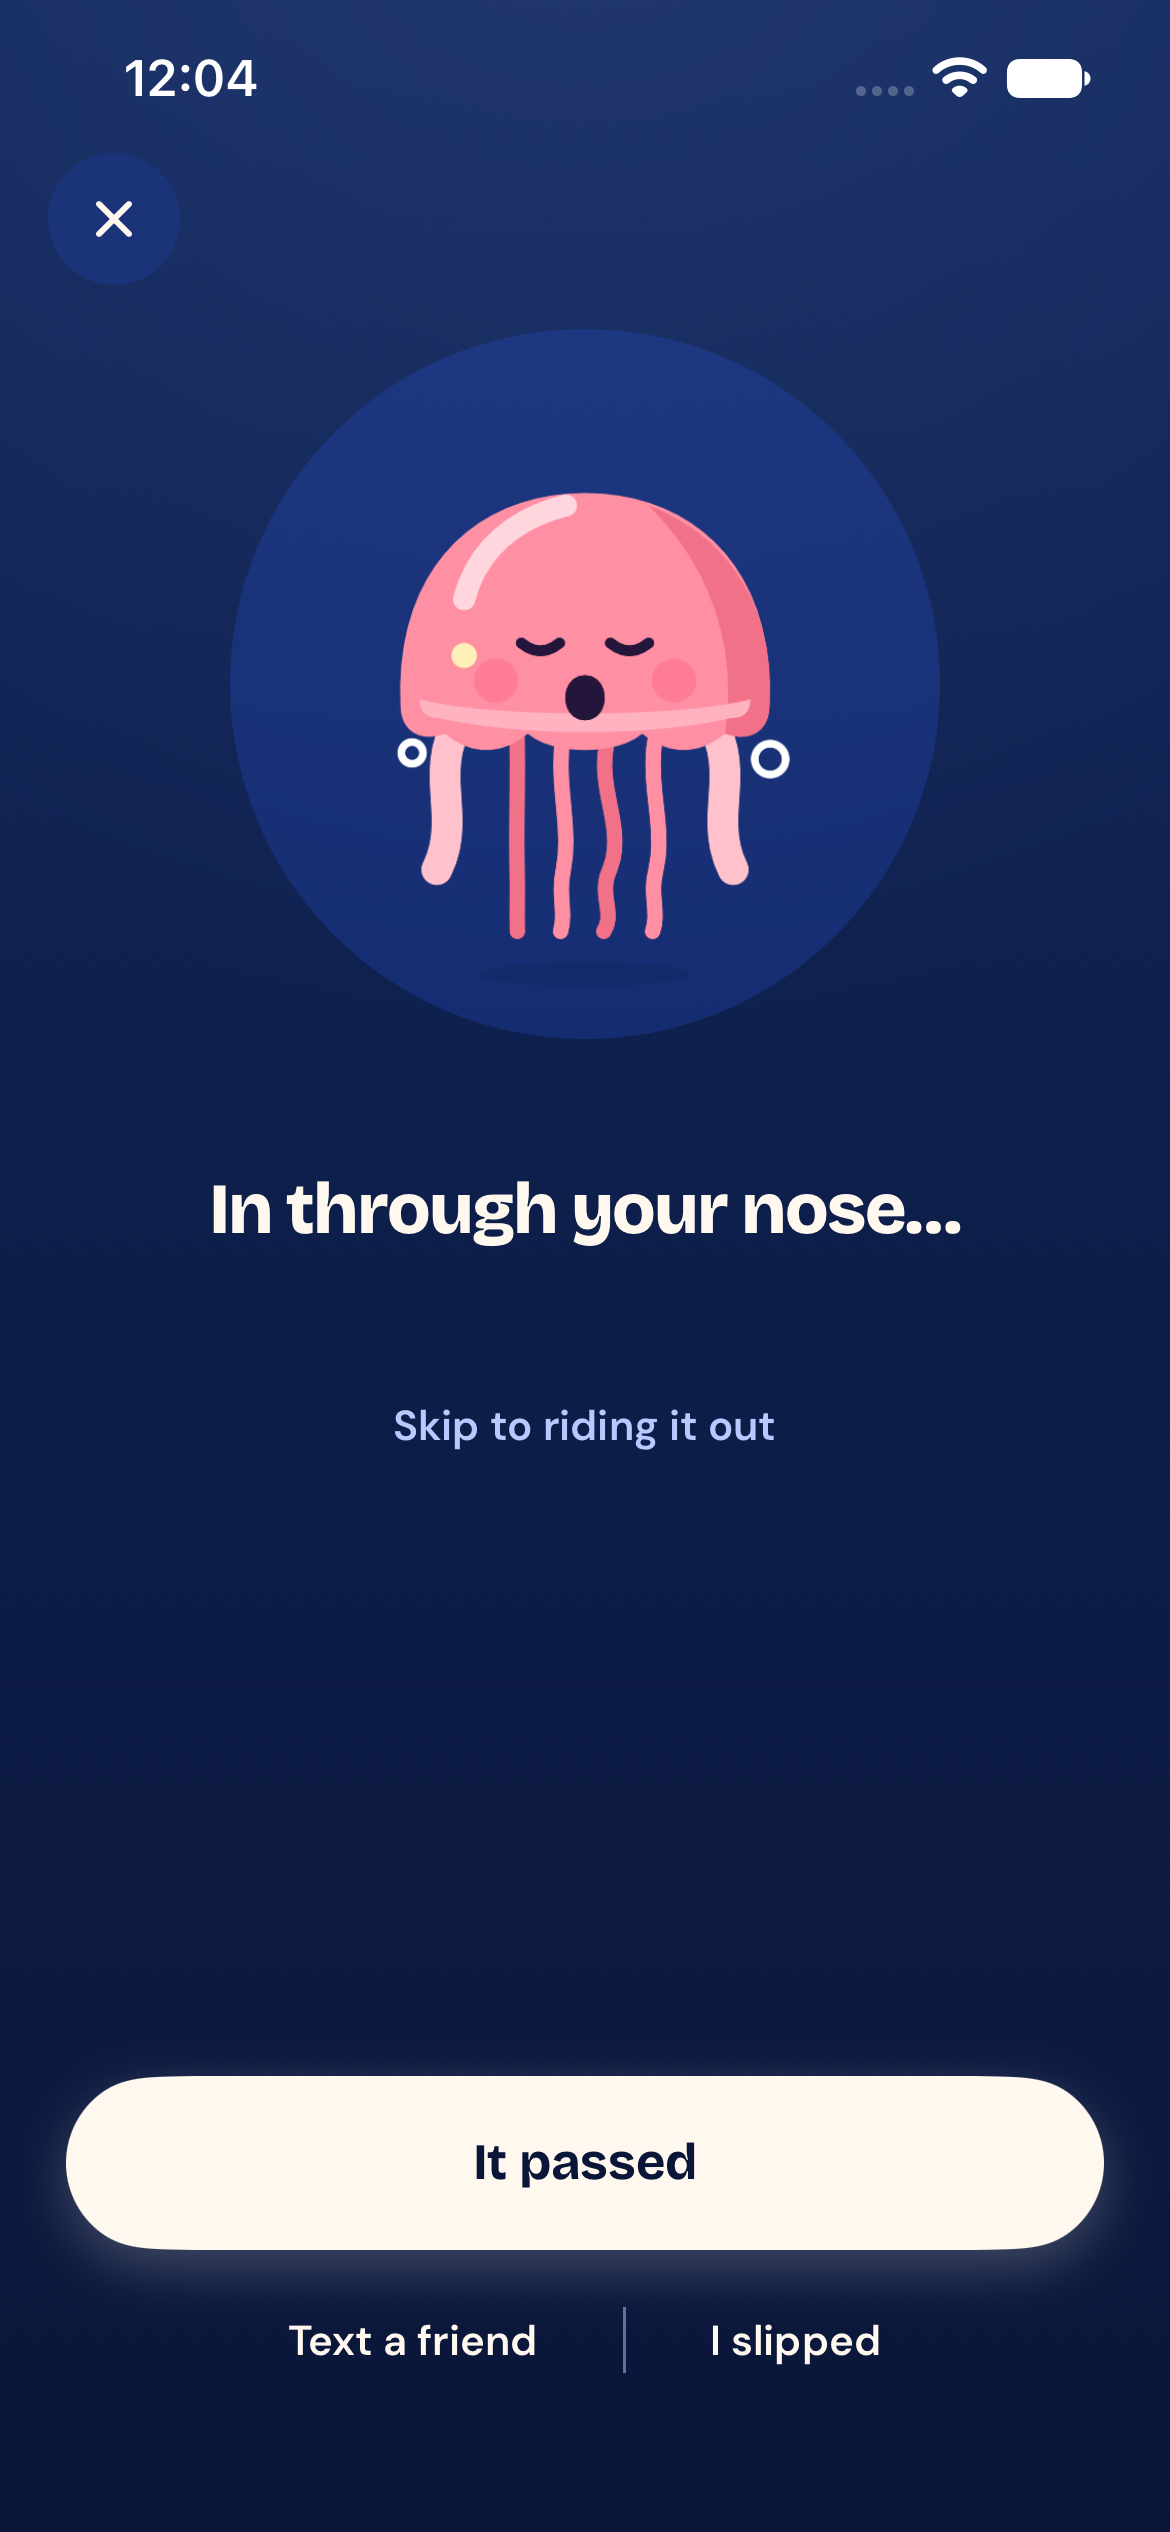 12:04
In through your nose...
Skip to riding it out
It passed
Text a friend
I slipped